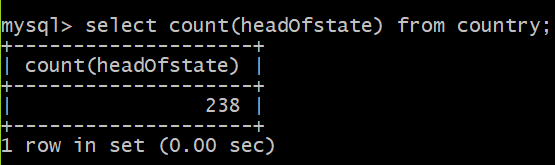 mysql> select count(headOfstate) from country;
+--------------------+
| count(headOfstate) |
+--------------------+
|                238 |
+--------------------+
1 row in set (0.00 sec)